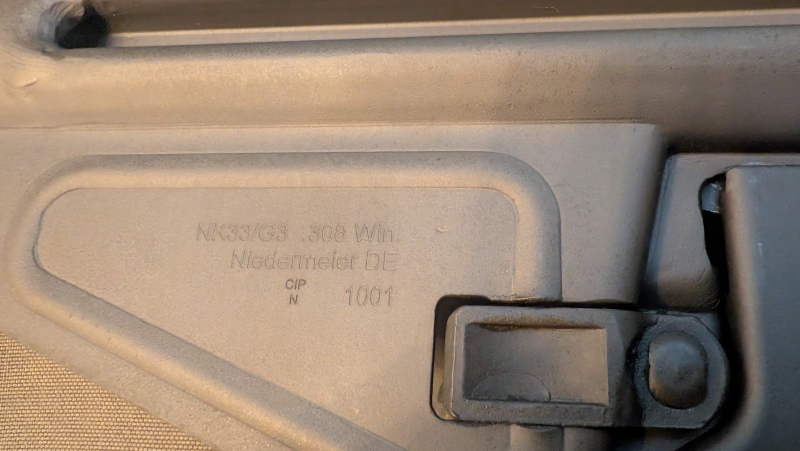 NK33/G3 .308 Win.
Niedermeier DE
CIP
N 1001